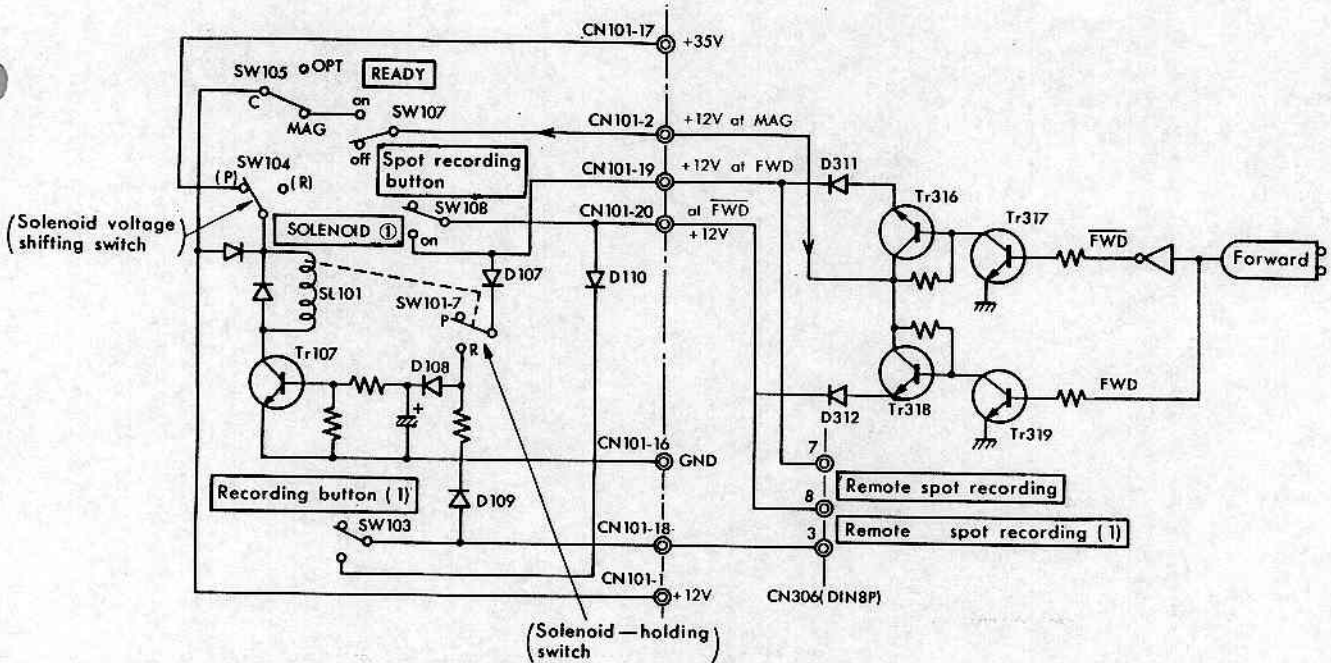 CN101-17
+35V
SW105
OPT
READY
C
on
SW107
MAG
CN101-2
+12V at MAG
off
Spot recording
button
CN101-19
+12V at FWD
D311
SW104
(P)
(R)
SW108
CN101-20
at FWD
+12V
Tr316
Tr317
FWD
Forward
(Solenoid voltage
shifting switch)
SOLENOID ①
on
D107
D110
SL101
SW101-7
P
R
Tr107
D108
D312
Tr318
FWD
Tr319
CN101-16
GND
7
Recording button (1)
D109
8
Remote spot recording
SW103
CN101-18
3
Remote spot recording (1)
CN101-1
+12V
CN306(DIN8P)
(Solenoid—holding
switch)